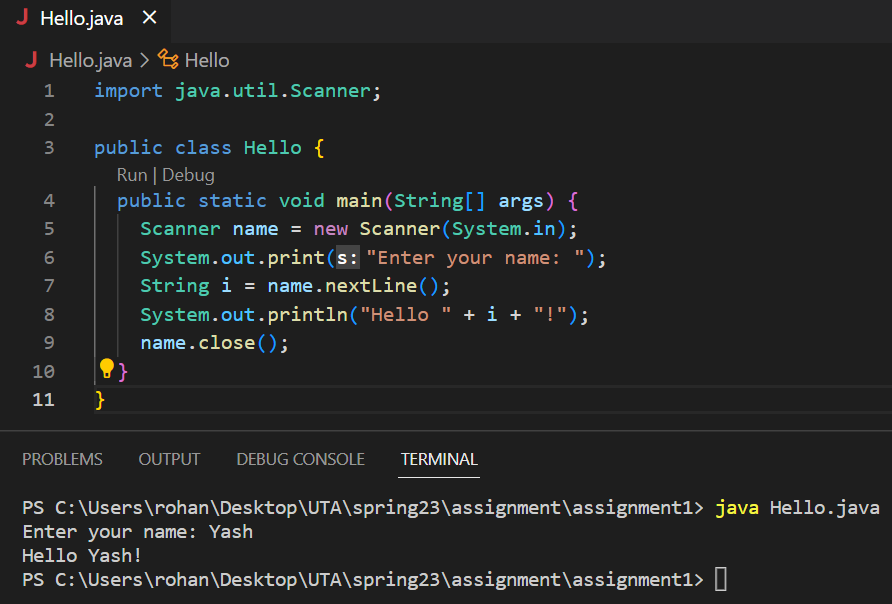 J Hello.java ×
J Hello.java > Hello
1 import java.util.Scanner;
2
3 public class Hello {
Run | Debug
4 public static void main(String[] args) {
5 Scanner name = new Scanner(System.in);
6 System.out.print(s: "Enter your name: ");
7 String i = name.nextLine();
8 System.out.println("Hello " + i + "!");
9 name.close();
10 }
11 }
PROBLEMS OUTPUT DEBUG CONSOLE TERMINAL
PS C:\Users\rohan\Desktop\UTA\spring23\assignment\assignment1> java Hello.java
Enter your name: Yash
Hello Yash!
PS C:\Users\rohan\Desktop\UTA\spring23\assignment\assignment1>